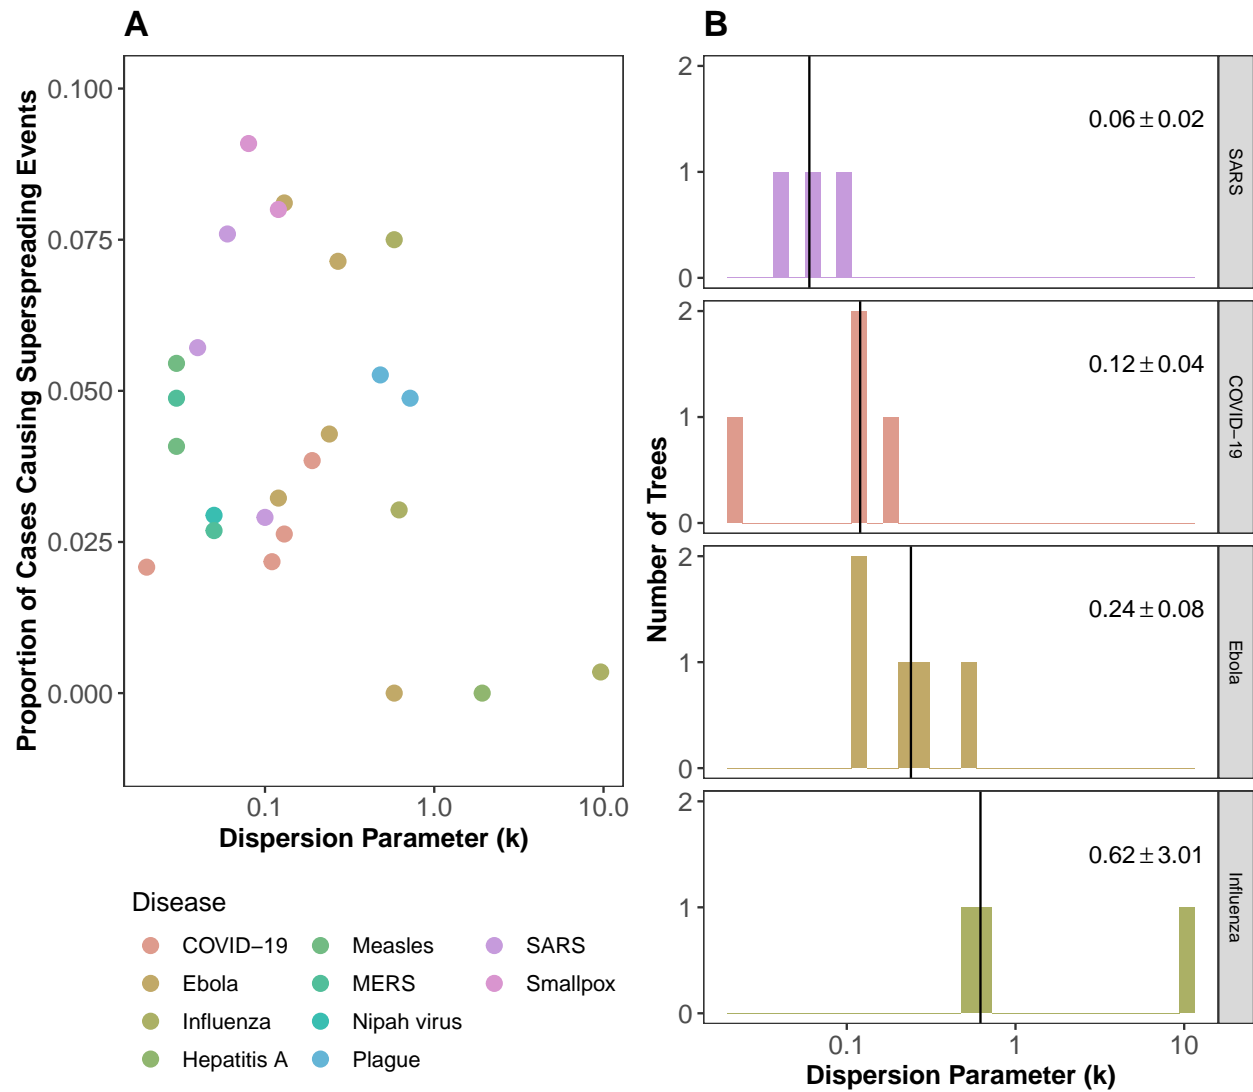 A
Proportion of Cases Causing Superspreading Events
0.100
0.075
0.050
0.025
0.000
0.1 1.0 10.0
Dispersion Parameter (k)
Disease
COVID−19 Measles SARS
Ebola MERS Smallpox
Influenza Nipah virus
Hepatitis A Plague
B
Number of Trees
2
1
0
0.06 ± 0.02
SARS
2
1
0
0.12 ± 0.04
COVID−19
2
1
0
0.24 ± 0.08
Ebola
2
1
0
0.62 ± 3.01
Influenza
0.1 1 10
Dispersion Parameter (k)